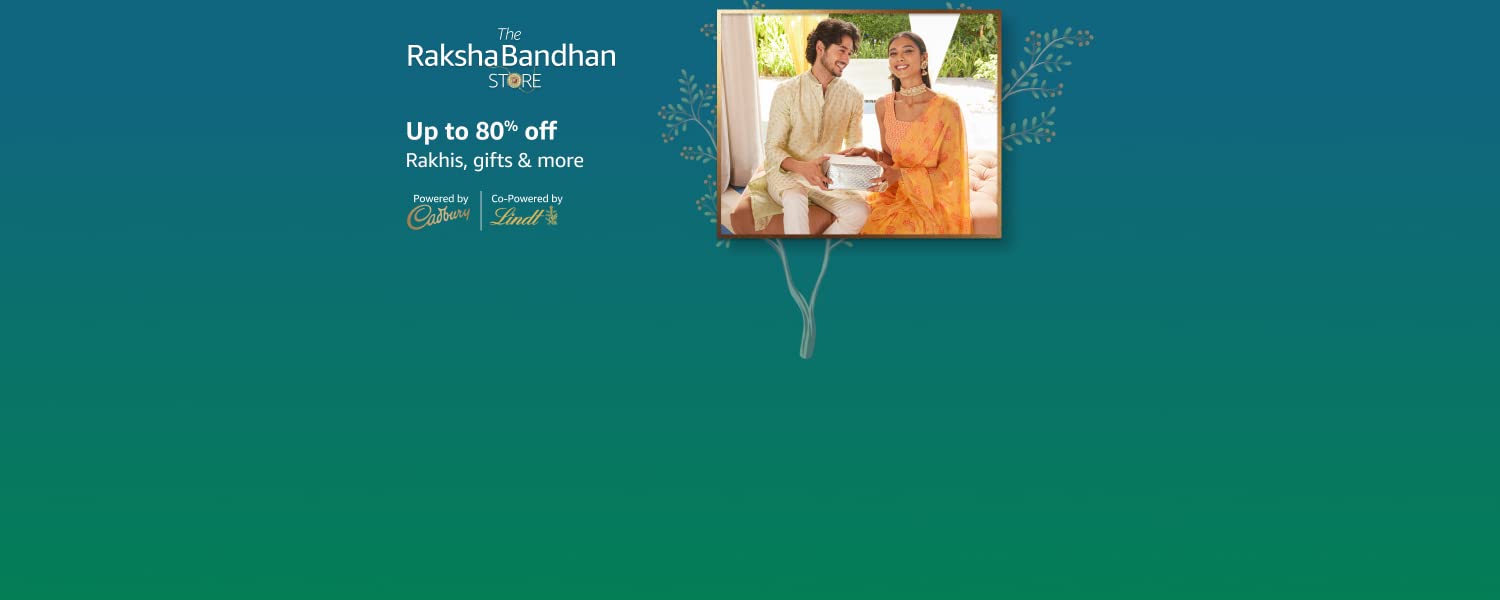 The
RakshaBandhan
STORE
Up to 80% off
Rakhis, gifts & more
Powered by
Cadbury
Co-Powered by
Lindt